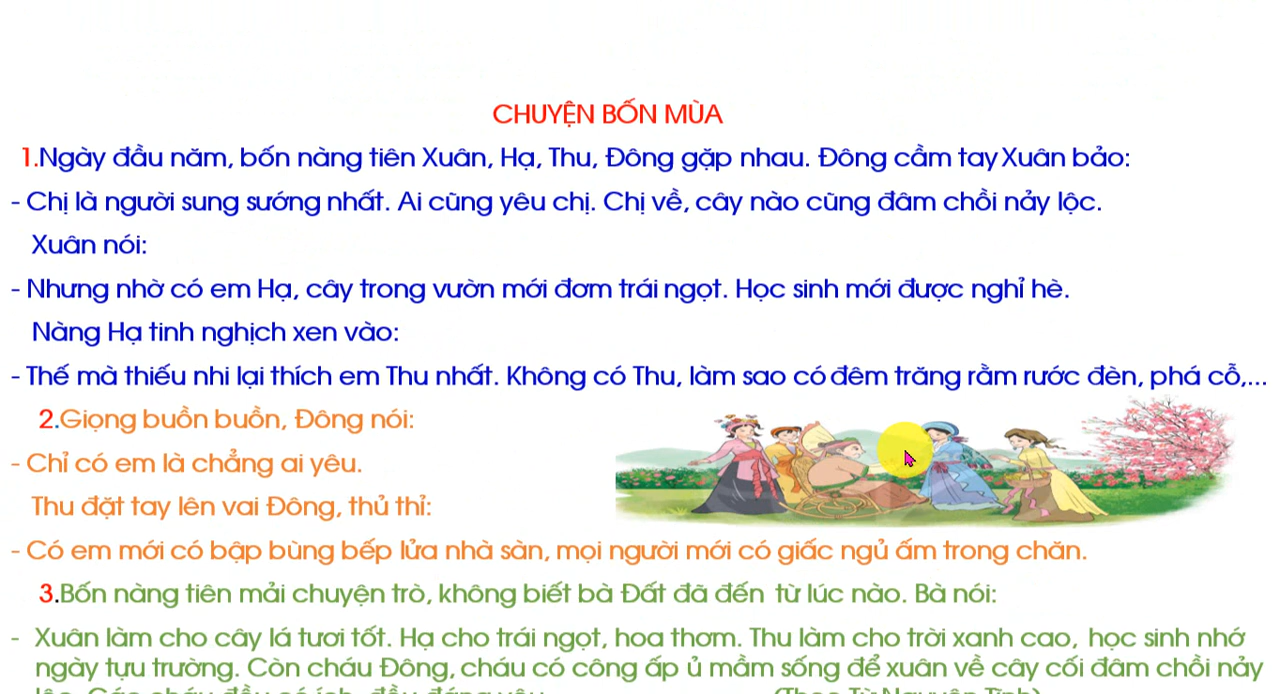 CHUYỆN BỐN MÙA
1.Ngày đầu năm, bốn nàng tiên Xuân, Hạ, Thu, Đông gặp nhau. Đông cầm tay Xuân bảo:
- Chị là người sung sướng nhất. Ai cũng yêu chị. Chị về, cây nào cũng đâm chồi nảy lộc.
Xuân nói:
- Nhưng nhờ có em Hạ, cây trong vườn mới đơm trái ngọt. Học sinh mới được nghỉ hè.
Nàng Hạ tinh nghịch xen vào:
- Thế mà thiếu nhi lại thích em Thu nhất. Không có Thu, làm sao có đêm trăng rằm rước đèn, phá cỗ,...
2.Giọng buồn buồn, Đông nói:
- Chỉ có em là chẳng ai yêu.
Thu đặt tay lên vai Đông, thủ thỉ:
- Có em mới có bập bùng bếp lửa nhà sàn, mọi người mới có giấc ngủ ấm trong chăn.
3.Bốn nàng tiên mải chuyện trò, không biết bà Đất đã đến từ lúc nào. Bà nói:
- Xuân làm cho cây lá tươi tốt. Hạ cho trái ngọt, hoa thơm. Thu làm cho trời xanh cao, học sinh nhớ
ngày tựu trường. Còn cháu Đông, cháu có công ấp ủ mầm sống để xuân về cây cối đâm chồi nảy